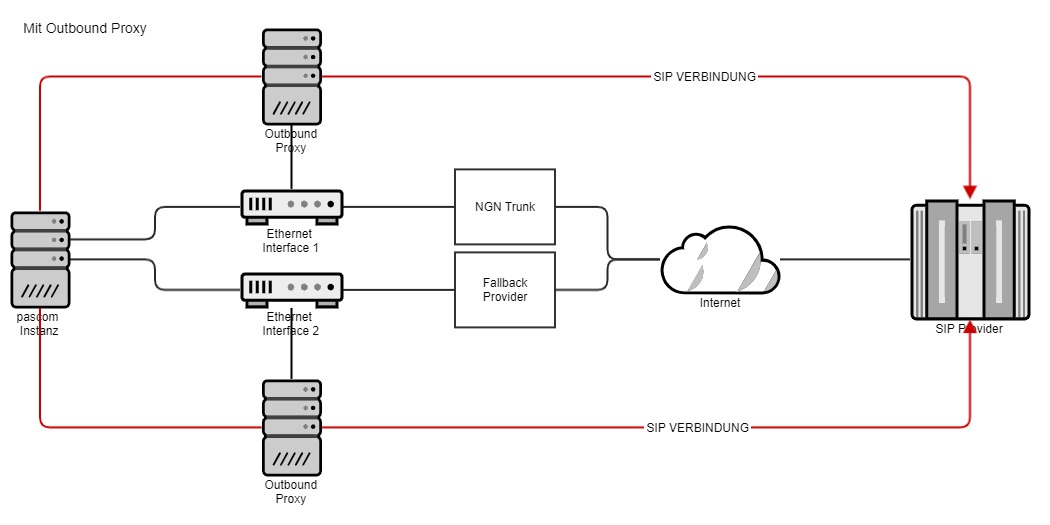 Mit Outbound Proxy
SIP VERBINDUNG
Outbound
Proxy
NGN Trunk
Ethernet
Interface 1
Fallback
Provider
Internet
pascom
Instanz
Ethernet
Interface 2
SIP Provider
SIP VERBINDUNG
Outbound
Proxy